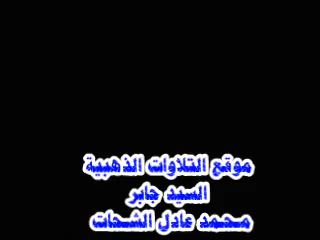 موقع التلاوات الذهبية
السيد جابر
محمد عادل الشحات